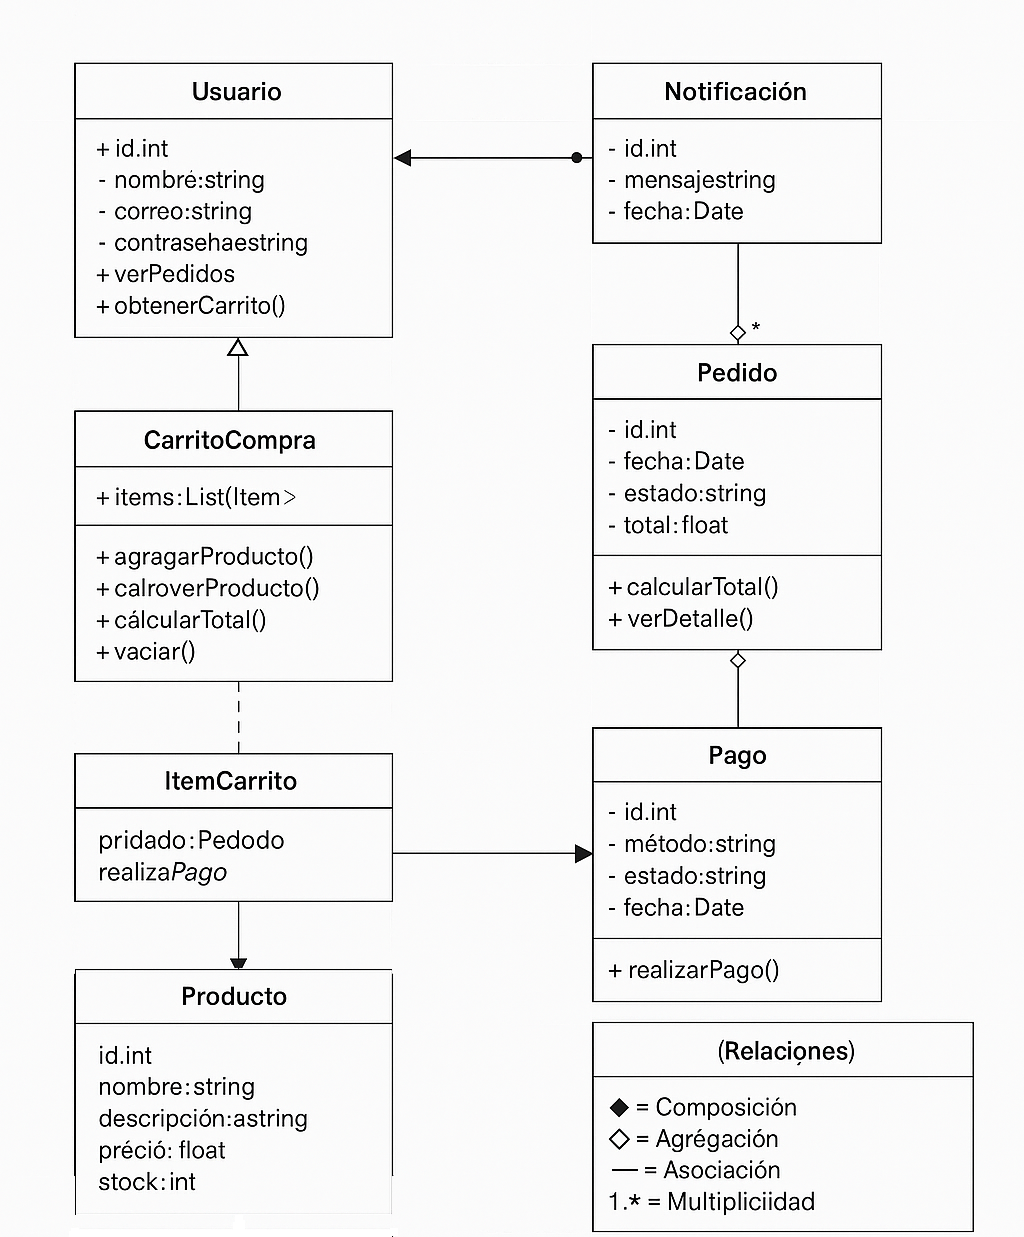 Usuario
+ id.int
- nombré:string
- correo:string
- contrasehaestring
+ verPedidos
+ obtenerCarrito()
Notificación
- id.int
- mensajestring
- fecha:Date
*
CarritoCompra
+ items:List(Item>
+ agragarProducto()
+ calroverProducto()
+ cálcularTotal()
+ vaciar()
Pedido
- id.int
- fecha:Date
- estado:string
- total:float
+ calcularTotal()
+ verDetalle()
ItemCarrito
pridado:Pedodo
realizaPago
Pago
- id.int
- método:string
- estado:string
- fecha:Date
+ realizarPago()
Producto
id.int
nombre:string
descripción:astring
préció: float
stock:int
(Relaciones)
◆ = Composición
◇ = Agrégación
— = Asociación
1.* = Multipliciidad